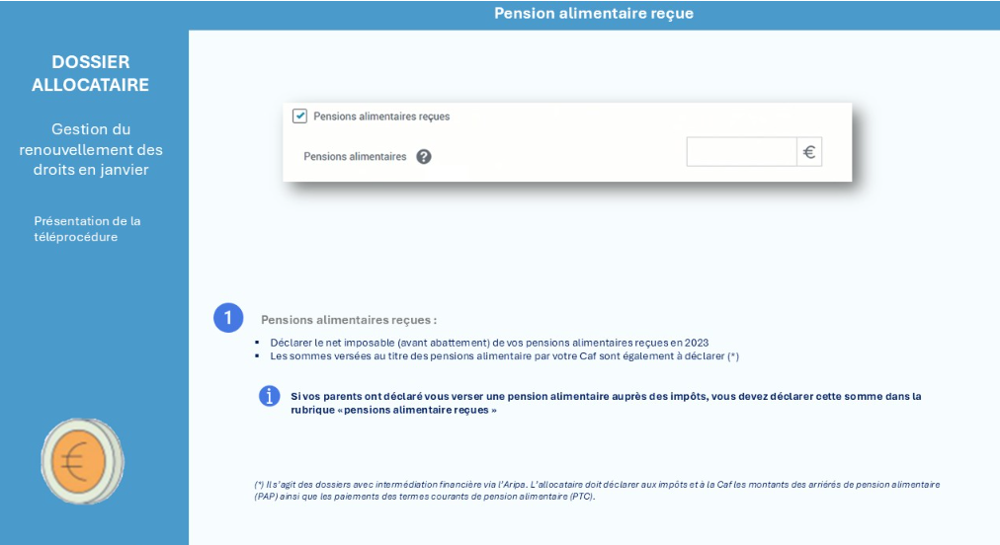 Pension alimentaire reçue
DOSSIER
ALLOCATAIRE
Gestion du
renouvellement des
droits en janvier
Présentation de la
téléprocédure
Pensions alimentaires reçues
Pensions alimentaires ?
€
1 Pensions alimentaires reçues :
▪ Déclarer le net imposable (avant abattement) de vos pensions alimentaires reçues en 2023
▪ Les sommes versées au titre des pensions alimentaire par votre Caf sont également à déclarer (*)
i Si vos parents ont déclaré vous verser une pension alimentaire auprès des impôts, vous devez déclarer cette somme dans la
rubrique « pensions alimentaire reçues »
€
(*) Il s'agit des dossiers avec intermédiation financière via l'Aripa. L'allocataire doit déclarer aux impôts et à la Caf les montants des arriérés de pension alimentaire
(PAP) ainsi que les paiements des termes courants de pension alimentaire (PTC).